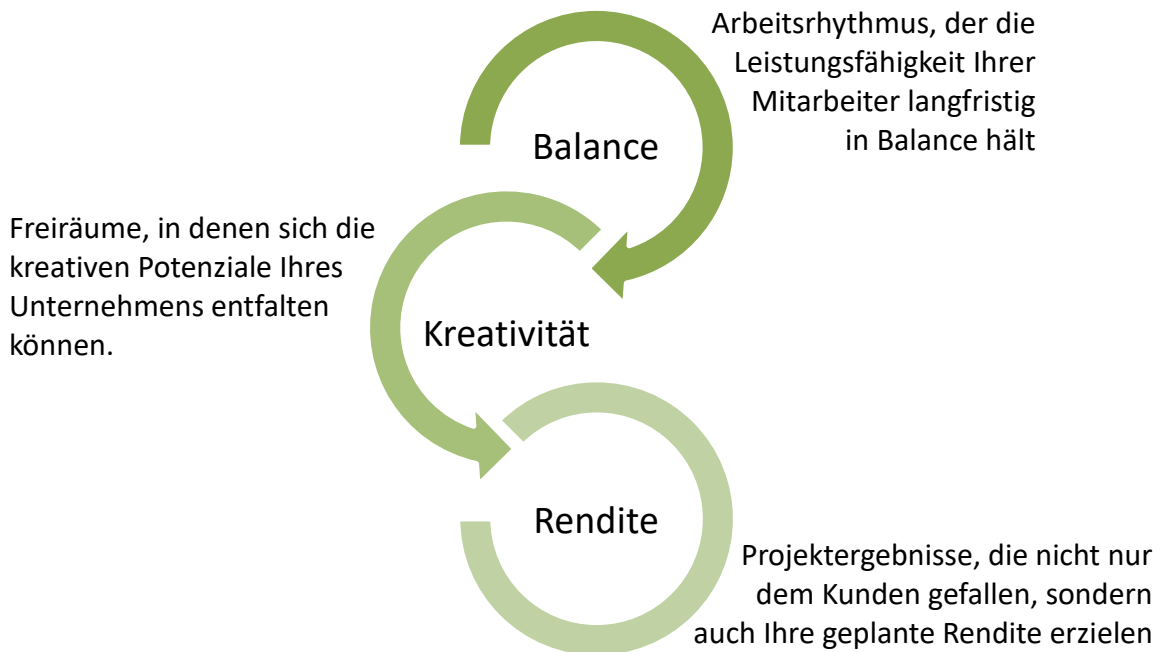 Arbeitsrhythmus, der die
Leistungsfähigkeit Ihrer
Mitarbeiter langfristig
in Balance hält
Balance
Freiräume, in denen sich die
kreativen Potenziale Ihres
Unternehmens entfalten
können.
Kreativität
Rendite
Projektergebnisse, die nicht nur
dem Kunden gefallen, sondern
auch Ihre geplante Rendite erzielen